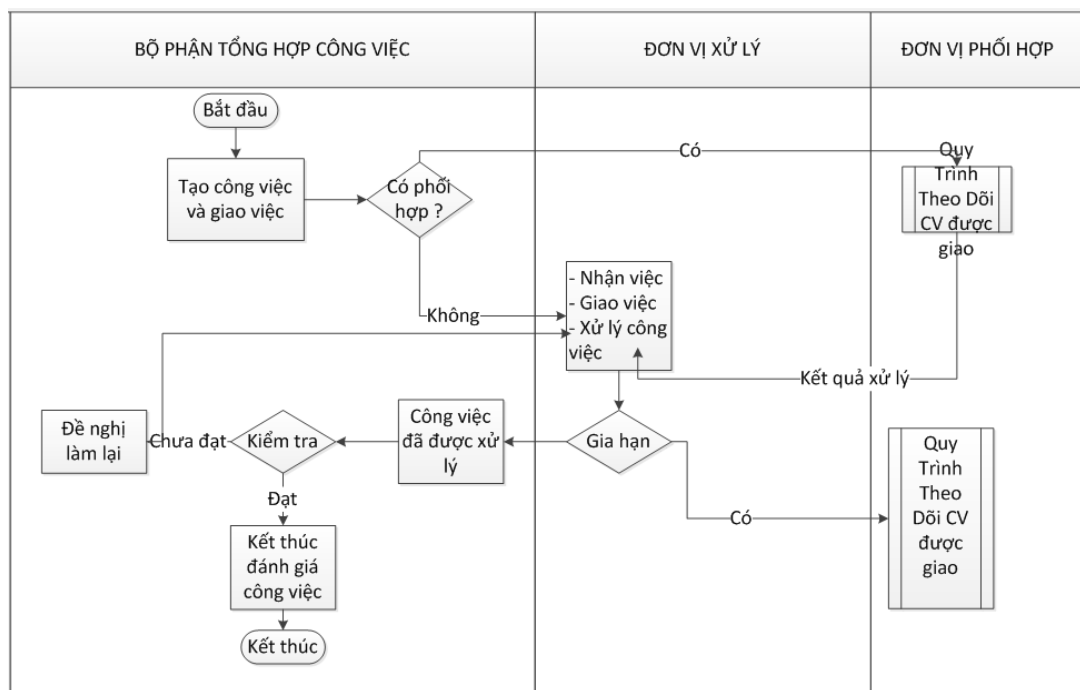 BỘ PHẬN TỔNG HỢP CÔNG VIỆC
ĐƠN VỊ XỬ LÝ
ĐƠN VỊ PHỐI HỢP
Bắt đầu
Tạo công việc
và giao việc
Có phối
hợp ?
Có
Quy
Trình
Theo Dõi
CV được
giao
Không
- Nhận việc
- Giao việc
- Xử lý công
việc
Kết quả xử lý
Đề nghị
làm lại
Chưa đạt
Kiểm tra
Công việc
đã được xử
lý
Gia hạn
Có
Quy
Trình
Theo
Dõi CV
được
giao
Đạt
Kết thúc
đánh giá
công việc
Kết thúc